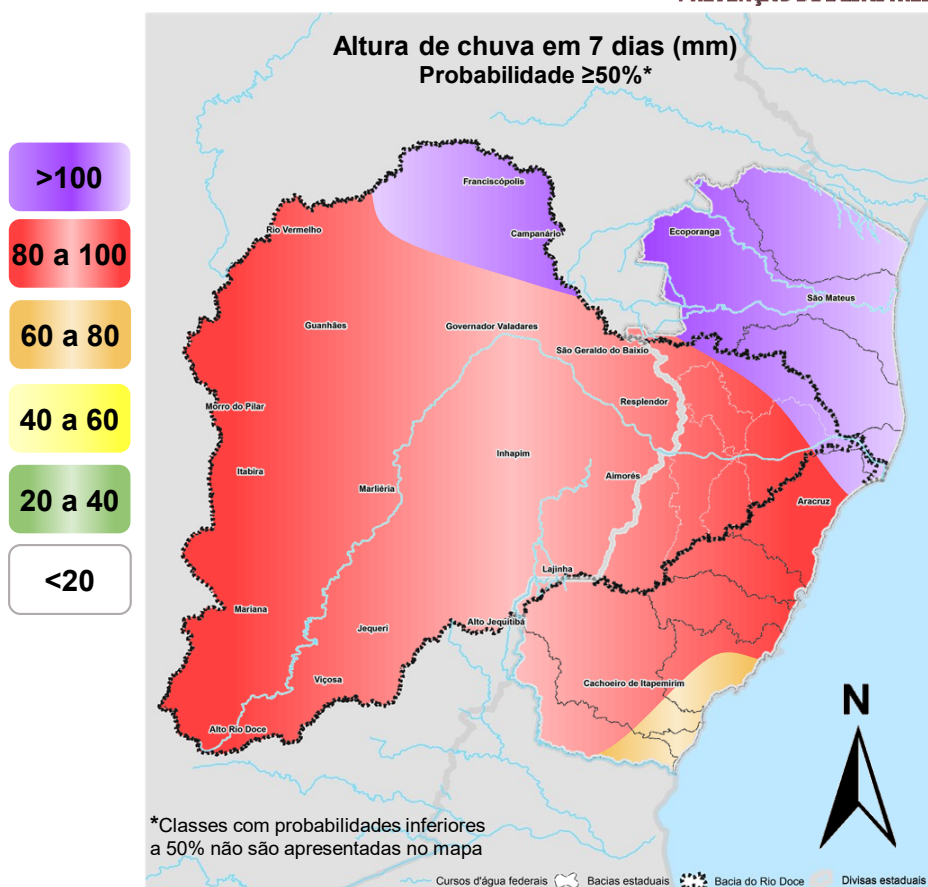 Altura de chuva em 7 dias (mm)
Probabilidade ≥50%*
>100
80 a 100
60 a 80
40 a 60
20 a 40
<20
Franciscópolis
Rio Vermelho
Campanário
Ecoporanga
São Mateus
Guanhães
Governador Valadares
São Geraldo do Baixio
Morro do Pilar
Resplendor
Itabira
Inhapim
Marliéria
Aimorés
Aracruz
Lajinha
Mariana
Jequeri
Alto Jequitibá
Viçosa
Cachoeiro de Itapemirim
Alto Rio Doce
N
*Classes com probabilidades inferiores
a 50% não são apresentadas no mapa
Cursos d'água federais Bacias estaduais Bacia do Rio Doce Divisas estaduais